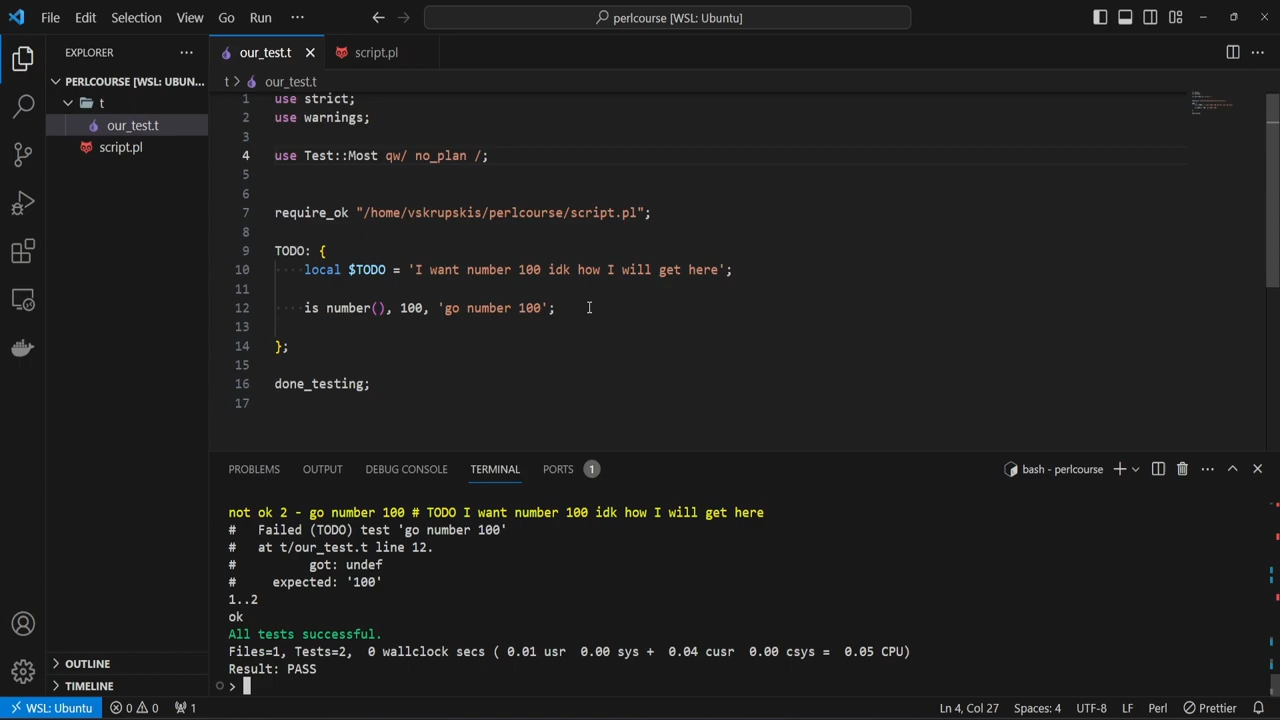 File Edit Selection View Go Run ··· perlcourse [WSL: Ubuntu]
EXPLORER ···
PERLCOURSE [WSL: UBUN...
t
our_test.t
script.pl
OUTLINE
TIMELINE
our_test.t script.pl
t > our_test.t
1 use strict;
2 use warnings;
3
4 use Test::Most qw/ no_plan /;
5
6
7 require_ok "/home/vskrupskis/perlcourse/script.pl";
8
9 TODO: {
10 ····local $TODO = 'I want number 100 idk how I will get here';
11
12 ····is number(), 100, 'go number 100';
13
14 };
15
16 done_testing;
17
PROBLEMS OUTPUT DEBUG CONSOLE TERMINAL PORTS 1 bash - perlcourse
not ok 2 - go number 100 # TODO I want number 100 idk how I will get here
#   Failed (TODO) test 'go number 100'
#   at t/our_test.t line 12.
#          got: undef
#     expected: '100'
1..2
ok
All tests successful.
Files=1, Tests=2,  0 wallclock secs ( 0.01 usr  0.00 sys +  0.04 cusr  0.00 csys =  0.05 CPU)
Result: PASS
>
WSL: Ubuntu 0 0 1 Ln 4, Col 27 Spaces: 4 UTF-8 LF Perl Prettier